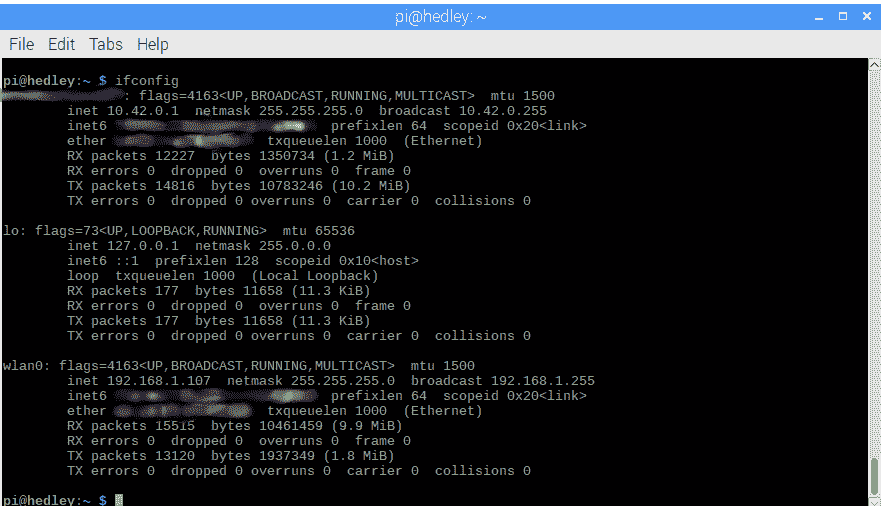 pi@hedley: ~
File Edit Tabs Help
pi@hedley:~ $ ifconfig
: flags=4163<UP,BROADCAST,RUNNING,MULTICAST>  mtu 1500
inet 10.42.0.1  netmask 255.255.255.0  broadcast 10.42.0.255
inet6 prefixlen 64  scopeid 0x20<link>
ether txqueuelen 1000  (Ethernet)
RX packets 12227  bytes 1350734 (1.2 MiB)
RX errors 0  dropped 0  overruns 0  frame 0
TX packets 14816  bytes 10783246 (10.2 MiB)
TX errors 0  dropped 0 overruns 0  carrier 0  collisions 0
lo: flags=73<UP,LOOPBACK,RUNNING>  mtu 65536
inet 127.0.0.1  netmask 255.0.0.0
inet6 ::1  prefixlen 128  scopeid 0x10<host>
loop  txqueuelen 1000  (Local Loopback)
RX packets 177  bytes 11658 (11.3 KiB)
RX errors 0  dropped 0  overruns 0  frame 0
TX packets 177  bytes 11658 (11.3 KiB)
TX errors 0  dropped 0 overruns 0  carrier 0  collisions 0
wlan0: flags=4163<UP,BROADCAST,RUNNING,MULTICAST>  mtu 1500
inet 192.168.1.107  netmask 255.255.255.0  broadcast 192.168.1.255
inet6 prefixlen 64  scopeid 0x20<link>
ether txqueuelen 1000  (Ethernet)
RX packets 15515  bytes 10461459 (9.9 MiB)
RX errors 0  dropped 0  overruns 0  frame 0
TX packets 13120  bytes 1937349 (1.8 MiB)
TX errors 0  dropped 0 overruns 0  carrier 0  collisions 0
pi@hedley:~ $